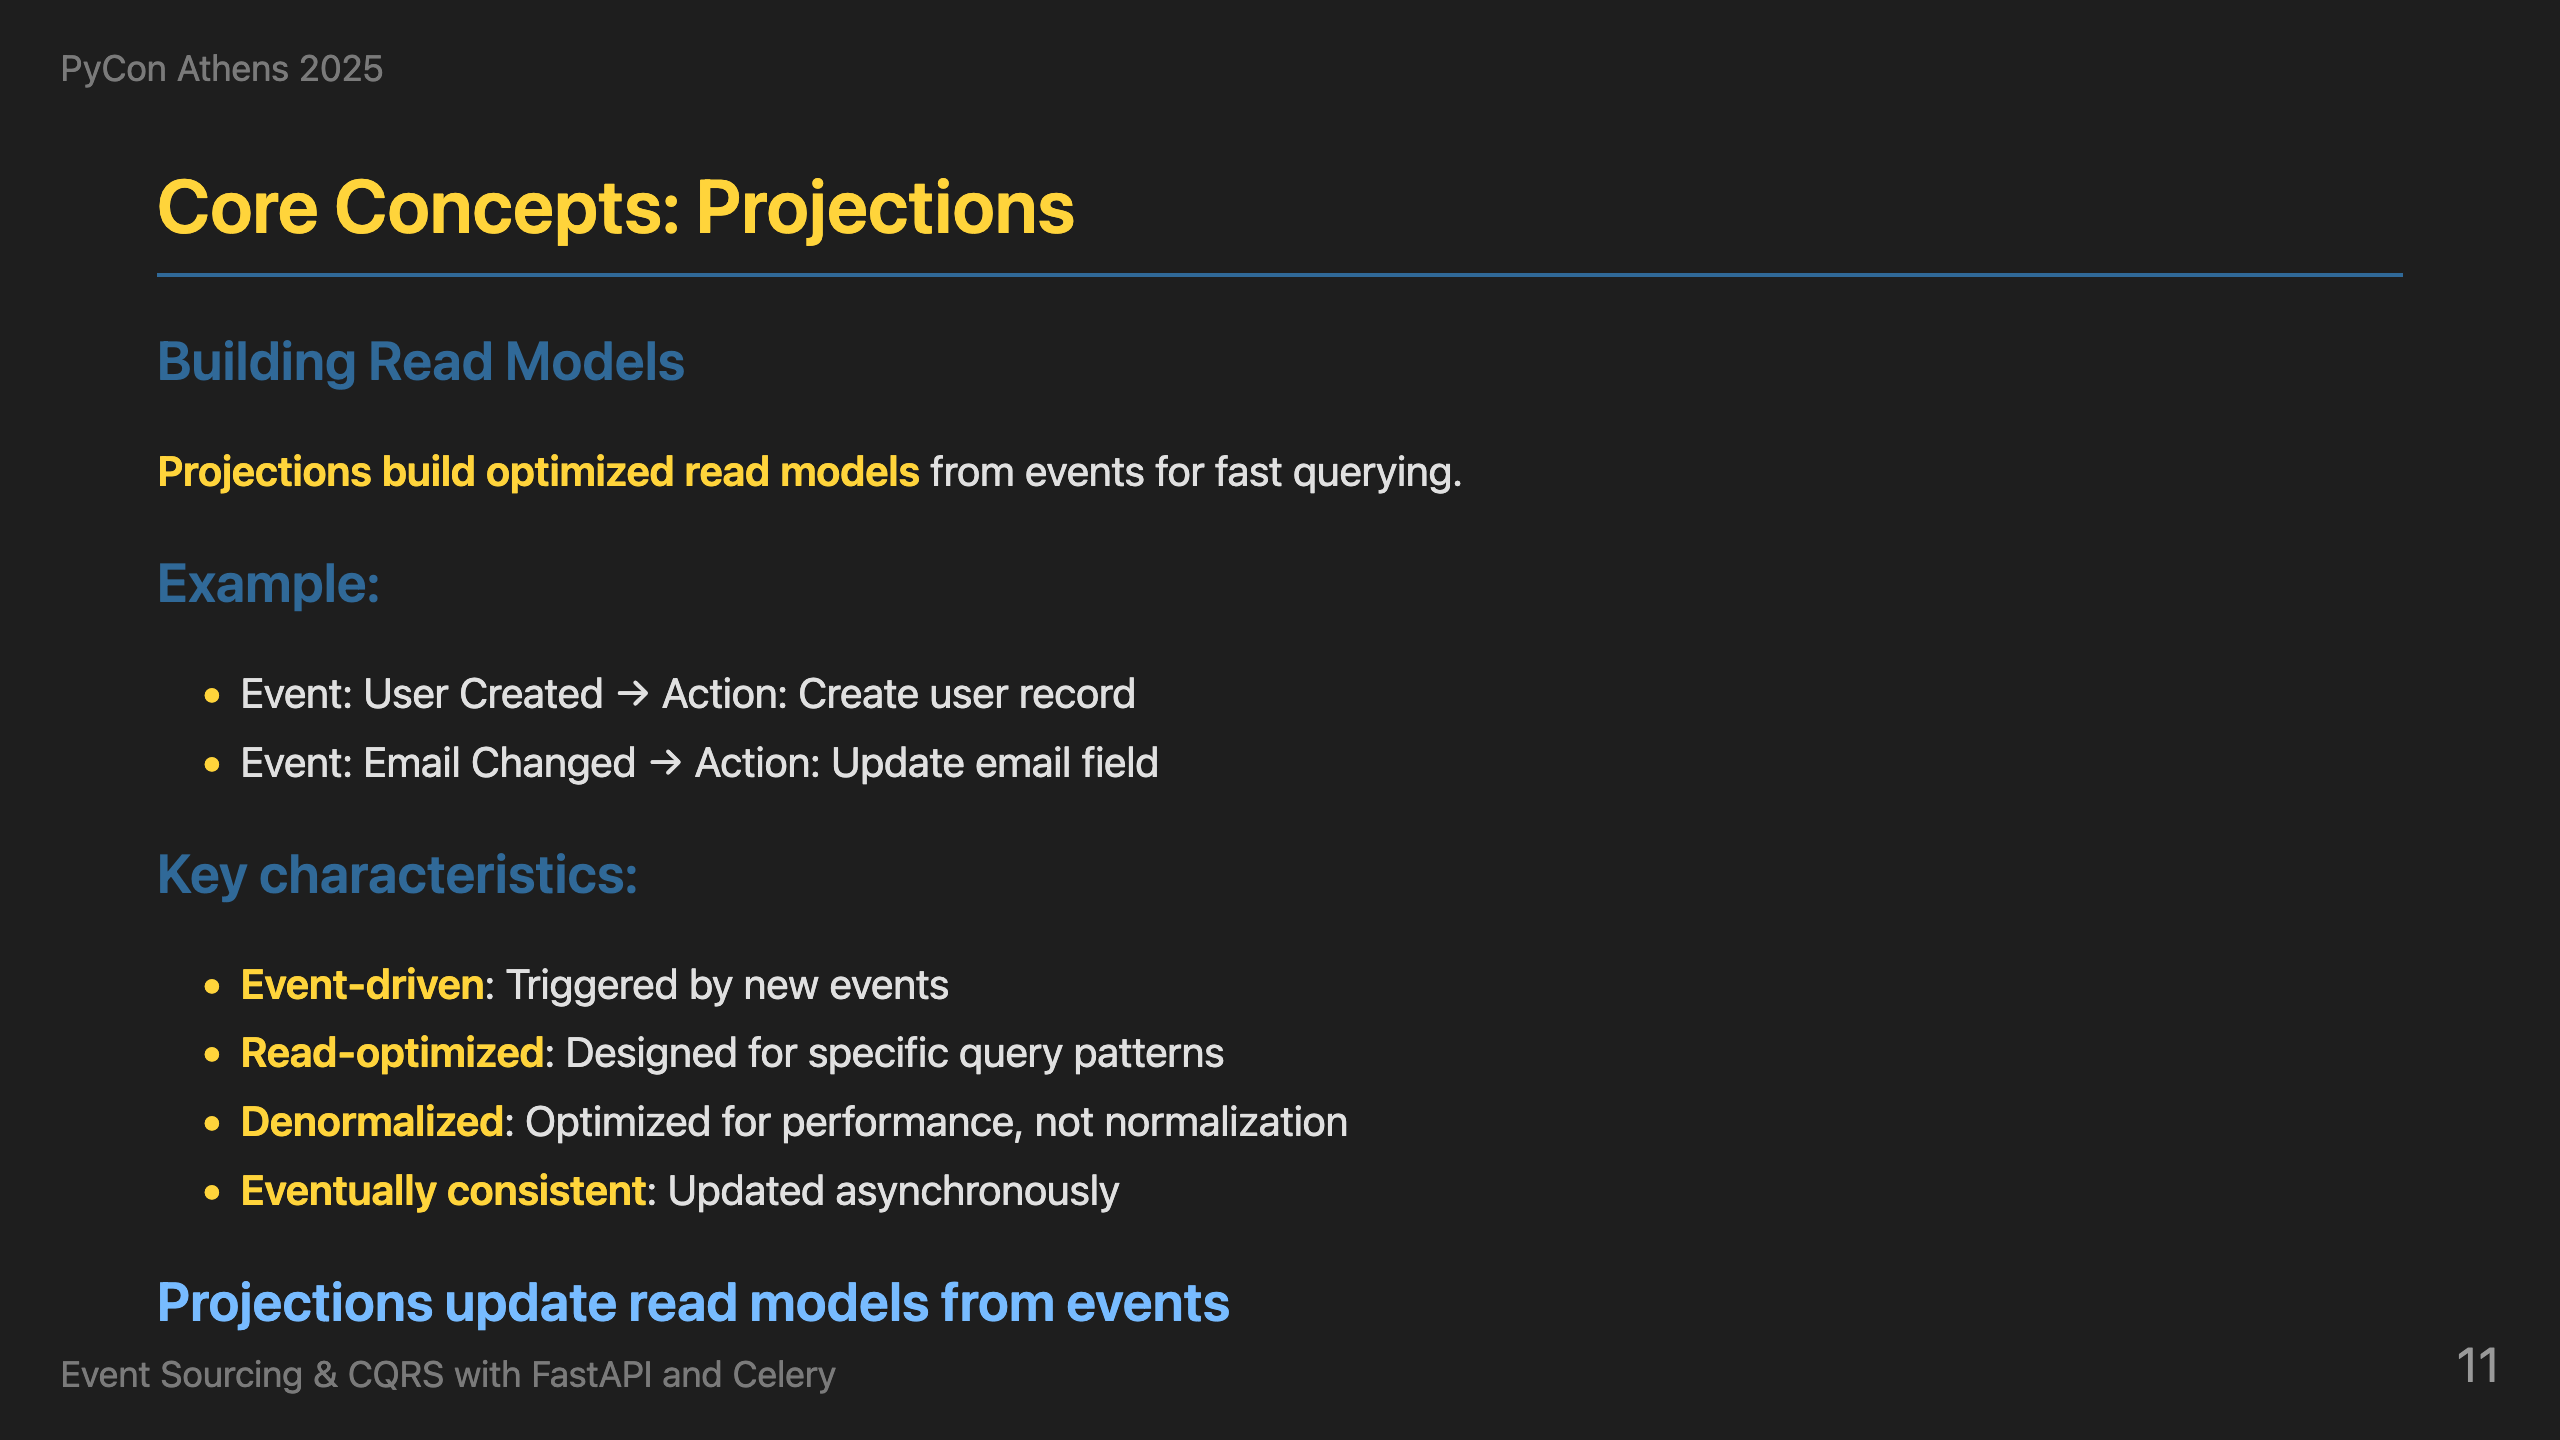 PyCon Athens 2025
Core Concepts: Projections
Building Read Models
Projections build optimized read models from events for fast querying.
Example:
• Event: User Created → Action: Create user record
• Event: Email Changed → Action: Update email field
Key characteristics:
• Event-driven: Triggered by new events
• Read-optimized: Designed for specific query patterns
• Denormalized: Optimized for performance, not normalization
• Eventually consistent: Updated asynchronously
Projections update read models from events
Event Sourcing & CQRS with FastAPI and Celery
11